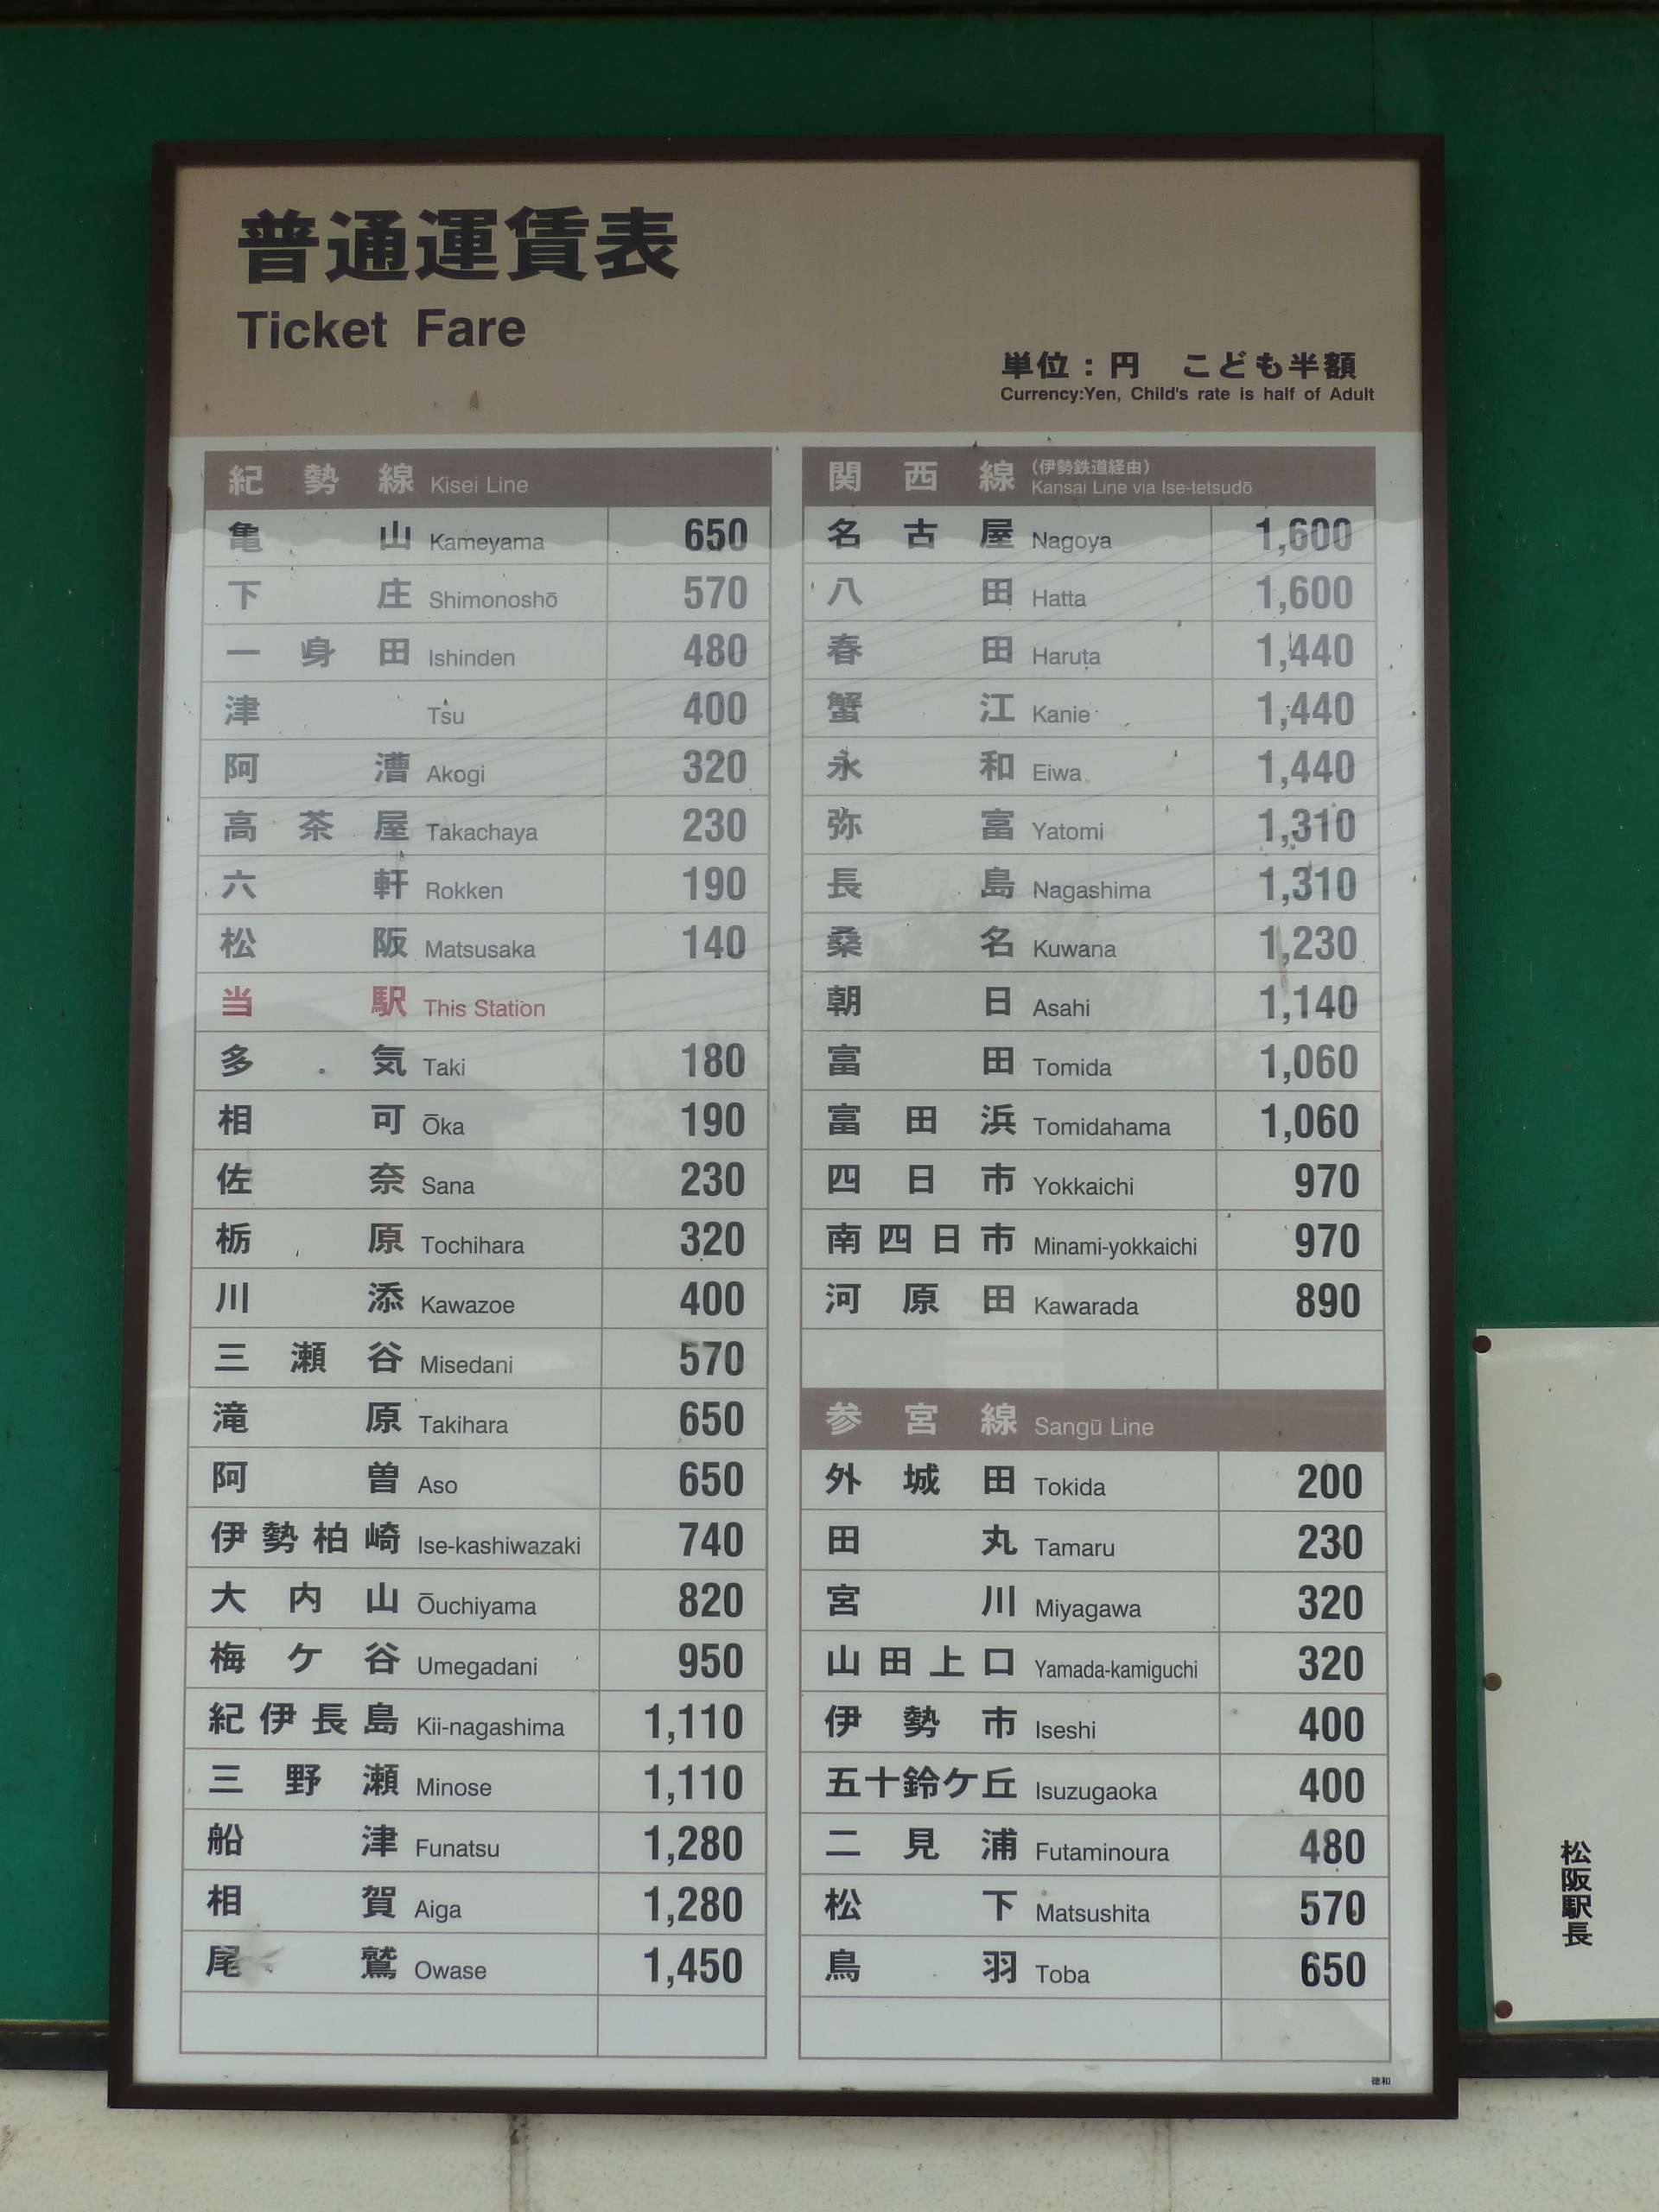 普通運賃表
Ticket Fare
単位：円　こども半額
Currency:Yen, Child's rate is half of Adult
紀勢線 Kisei Line
亀山 Kameyama 650
下庄 Shimonoshō 570
一身田 Ishinden 480
津 Tsu 400
阿漕 Akogi 320
高茶屋 Takachaya 230
六軒 Rokken 190
松阪 Matsusaka 140
当駅 This Station
多気 Taki 180
相可 Ōka 190
佐奈 Sana 230
栃原 Tochihara 320
川添 Kawazoe 400
三瀬谷 Misedani 570
滝原 Takihara 650
阿曽 Aso 650
伊勢柏崎 Ise-kashiwazaki 740
大内山 Ōuchiyama 820
梅ケ谷 Umegadani 950
紀伊長島 Kii-nagashima 1,110
三野瀬 Minose 1,110
船津 Funatsu 1,280
相賀 Aiga 1,280
尾鷲 Owase 1,450
関西線 (伊勢鉄道経由)
Kansai Line via Ise-tetsudō
名古屋 Nagoya 1,600
八田 Hatta 1,600
春田 Haruta 1,440
蟹江 Kanie 1,440
永和 Eiwa 1,440
弥富 Yatomi 1,310
長島 Nagashima 1,310
桑名 Kuwana 1,230
朝日 Asahi 1,140
富田 Tomida 1,060
富田浜 Tomidahama 1,060
四日市 Yokkaichi 970
南四日市 Minami-yokkaichi 970
河原田 Kawarada 890
参宮線 Sangū Line
外城田 Tokida 200
田丸 Tamaru 230
宮川 Miyagawa 320
山田上口 Yamada-kamiguchi 320
伊勢市 Iseshi 400
五十鈴ケ丘 Isuzugaoka 400
二見浦 Futaminoura 480
松下 Matsushita 570
鳥羽 Toba 650
徳和
松阪駅長